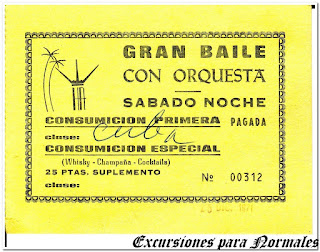 GRAN BAILE
CON ORQUESTA
SABADO NOCHE
CONSUMICION PRIMERA PAGADA
clase: Cuba
CONSUMICION ESPECIAL
(Whisky - Champaña - Cocktails)
25 PTAS. SUPLEMENTO
clase:
Nº 00312
Excursiones para Normales